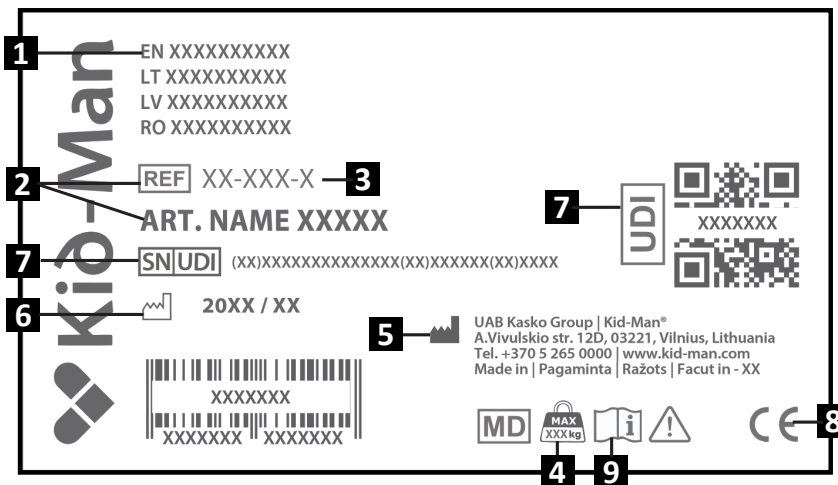 1
EN XXXXXXXXXX
LT XXXXXXXXXX
LV XXXXXXXXXX
RO XXXXXXXXXX
Kid-Man
2
REF XX-XXX-X
3
ART. NAME XXXXX
7
SN UDI (XX)XXXXXXXXXXXXXX(XX)XXXXXX(XX)XXXX
6
20XX / XX
7
UDI
XXXXXXX
5
UAB Kasko Group | Kid-Man®
A.Vivulskio str. 12D, 03221, Vilnius, Lithuania
Tel. +370 5 265 0000 | www.kid-man.com
Made in | Pagaminta | Ražots | Facut in - XX
XXXXXXX
XXXXXXX XXXXXXX
MD
MAX
XXX kg
i
!
CE
8
4
9